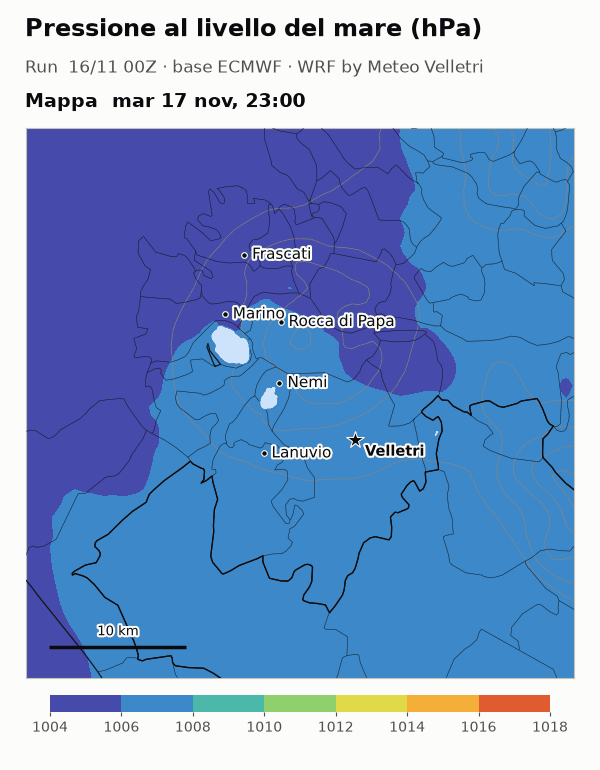 Pressione al livello del mare (hPa)
Run  16/11 00Z · base ECMWF · WRF by Meteo Velletri
Mappa  mar 17 nov, 23:00
Frascati
Marino
Rocca di Papa
Nemi
Velletri
Lanuvio
10 km
1004 1006 1008 1010 1012 1014 1016 1018